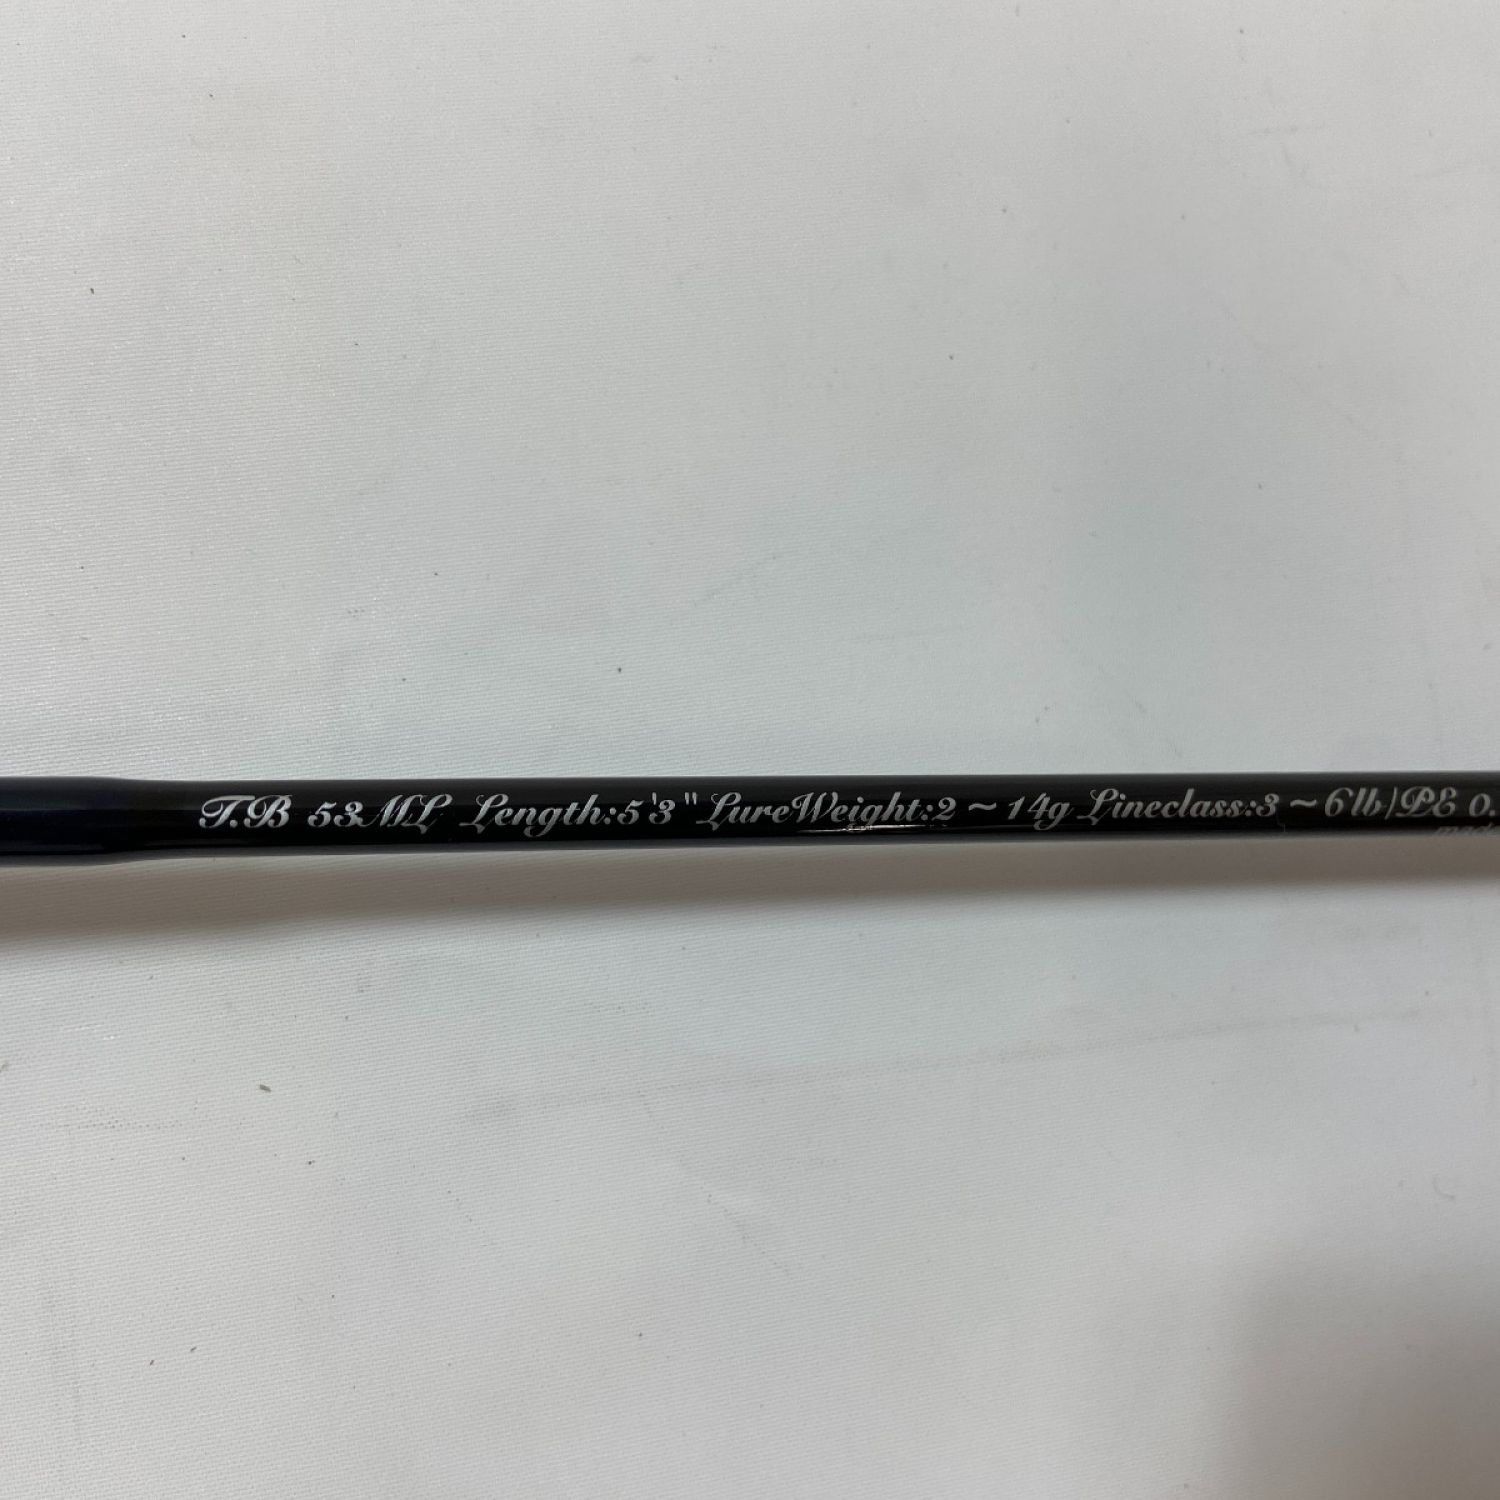 T.B 53ML Length:5'3" LureWeight:2~14g Lineclass:3~6lb/PE 0.